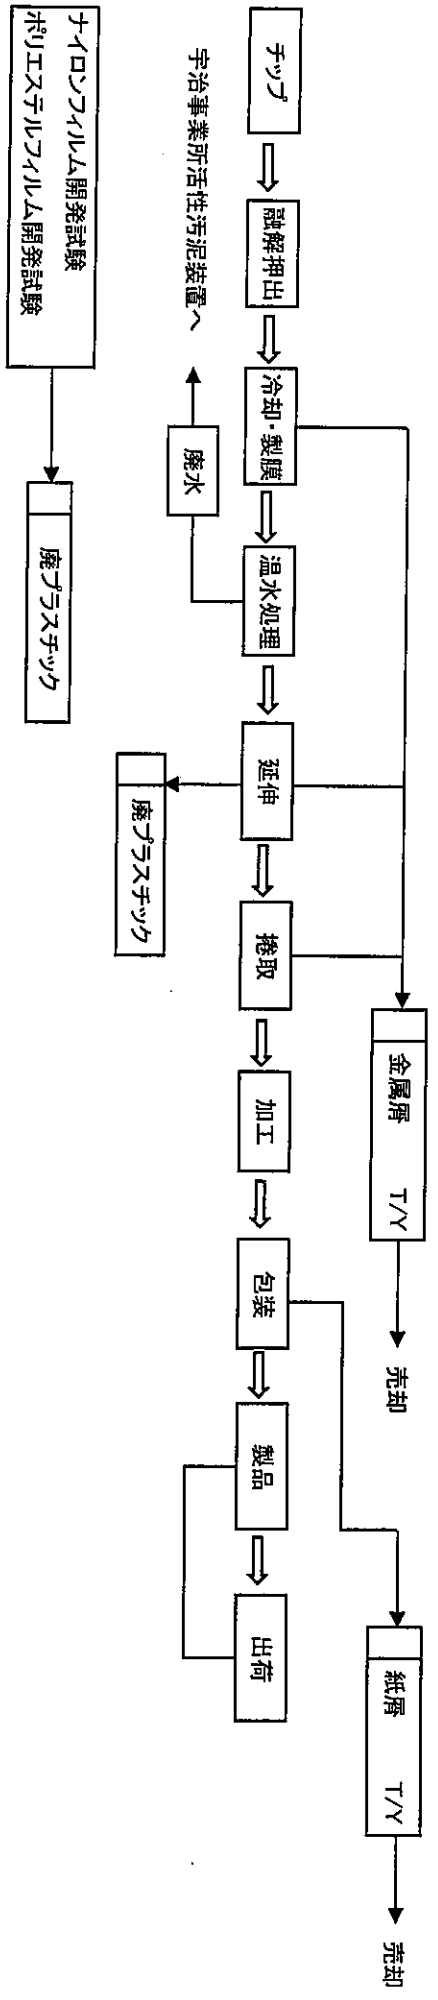 金属屑 T/Y
売却
紙屑 T/Y
売却
チップ
融解押出
冷却・製膜
温水処理
延伸
捲取
加工
包装
製品
出荷
宇治事業所活性汚泥装置へ
廃水
廃プラスチック
ナイロンフィルム開発試験
ポリエステルフィルム開発試験
廃プラスチック